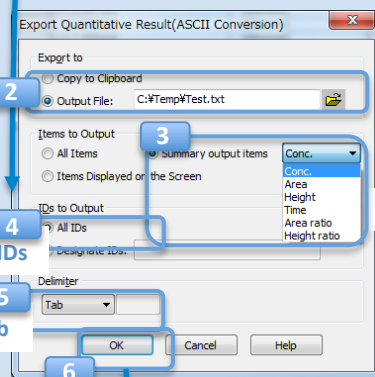 Export Quantitative Result(ASCII Conversion)
Export to
Copy to Clipboard
2
Output File: C:¥Temp¥Test.txt
Items to Output
3
All Items Summary output items Conc.
Items Displayed on the Screen
Conc.
Area
Height
Time
Area ratio
Height ratio
IDs to Output
4
All IDs
IDs
Designate IDs:
Delimiter
5
Tab
b
OK Cancel Help
6